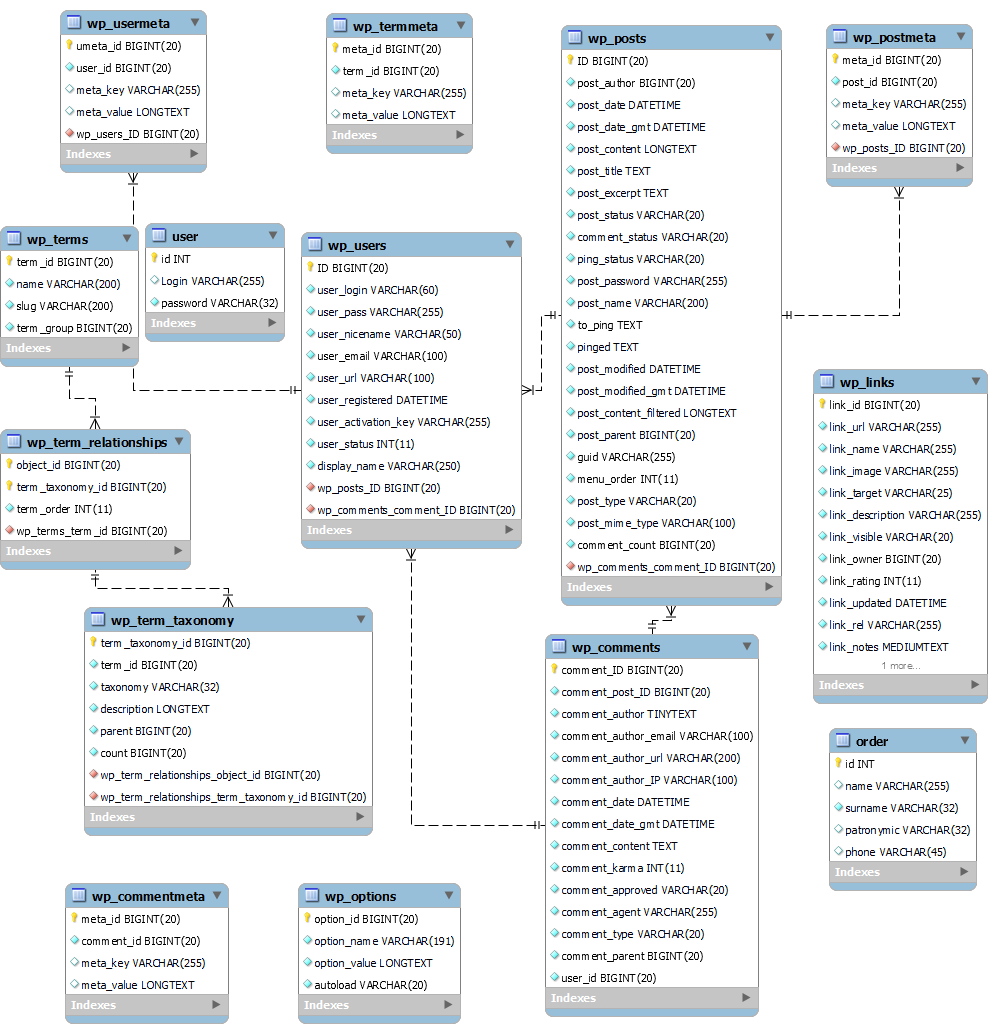 wp_usermeta
umeta_id BIGINT(20)
user_id BIGINT(20)
meta_key VARCHAR(255)
meta_value LONGTEXT
wp_users_ID BIGINT(20)
Indexes
wp_termmeta
meta_id BIGINT(20)
term_id BIGINT(20)
meta_key VARCHAR(255)
meta_value LONGTEXT
Indexes
wp_posts
ID BIGINT(20)
post_author BIGINT(20)
post_date DATETIME
post_date_gmt DATETIME
post_content LONGTEXT
post_title TEXT
post_excerpt TEXT
post_status VARCHAR(20)
comment_status VARCHAR(20)
ping_status VARCHAR(20)
post_password VARCHAR(255)
post_name VARCHAR(200)
to_ping TEXT
pinged TEXT
post_modified DATETIME
post_modified_gmt DATETIME
post_content_filtered LONGTEXT
post_parent BIGINT(20)
guid VARCHAR(255)
menu_order INT(11)
post_type VARCHAR(20)
post_mime_type VARCHAR(100)
comment_count BIGINT(20)
wp_comments_comment_ID BIGINT(20)
Indexes
wp_postmeta
meta_id BIGINT(20)
post_id BIGINT(20)
meta_key VARCHAR(255)
meta_value LONGTEXT
wp_posts_ID BIGINT(20)
Indexes
wp_terms
term_id BIGINT(20)
name VARCHAR(200)
slug VARCHAR(200)
term_group BIGINT(20)
Indexes
user
id INT
Login VARCHAR(255)
password VARCHAR(32)
Indexes
wp_users
ID BIGINT(20)
user_login VARCHAR(60)
user_pass VARCHAR(255)
user_nicename VARCHAR(50)
user_email VARCHAR(100)
user_url VARCHAR(100)
user_registered DATETIME
user_activation_key VARCHAR(255)
user_status INT(11)
display_name VARCHAR(250)
wp_posts_ID BIGINT(20)
wp_comments_comment_ID BIGINT(20)
Indexes
wp_links
link_id BIGINT(20)
link_url VARCHAR(255)
link_name VARCHAR(255)
link_image VARCHAR(255)
link_target VARCHAR(25)
link_description VARCHAR(255)
link_visible VARCHAR(20)
link_owner BIGINT(20)
link_rating INT(11)
link_updated DATETIME
link_rel VARCHAR(255)
link_notes MEDIUMTEXT
1 more...
Indexes
wp_term_relationships
object_id BIGINT(20)
term_taxonomy_id BIGINT(20)
term_order INT(11)
wp_terms_term_id BIGINT(20)
Indexes
wp_term_taxonomy
term_taxonomy_id BIGINT(20)
term_id BIGINT(20)
taxonomy VARCHAR(32)
description LONGTEXT
parent BIGINT(20)
count BIGINT(20)
wp_term_relationships_object_id BIGINT(20)
wp_term_relationships_term_taxonomy_id BIGINT(20)
Indexes
wp_comments
comment_ID BIGINT(20)
comment_post_ID BIGINT(20)
comment_author TINYTEXT
comment_author_email VARCHAR(100)
comment_author_url VARCHAR(200)
comment_author_IP VARCHAR(100)
comment_date DATETIME
comment_date_gmt DATETIME
comment_content TEXT
comment_karma INT(11)
comment_approved VARCHAR(20)
comment_agent VARCHAR(255)
comment_type VARCHAR(20)
comment_parent BIGINT(20)
user_id BIGINT(20)
Indexes
order
id INT
name VARCHAR(255)
surname VARCHAR(32)
patronymic VARCHAR(32)
phone VARCHAR(45)
Indexes
wp_commentmeta
meta_id BIGINT(20)
comment_id BIGINT(20)
meta_key VARCHAR(255)
meta_value LONGTEXT
Indexes
wp_options
option_id BIGINT(20)
option_name VARCHAR(191)
option_value LONGTEXT
autoload VARCHAR(20)
Indexes